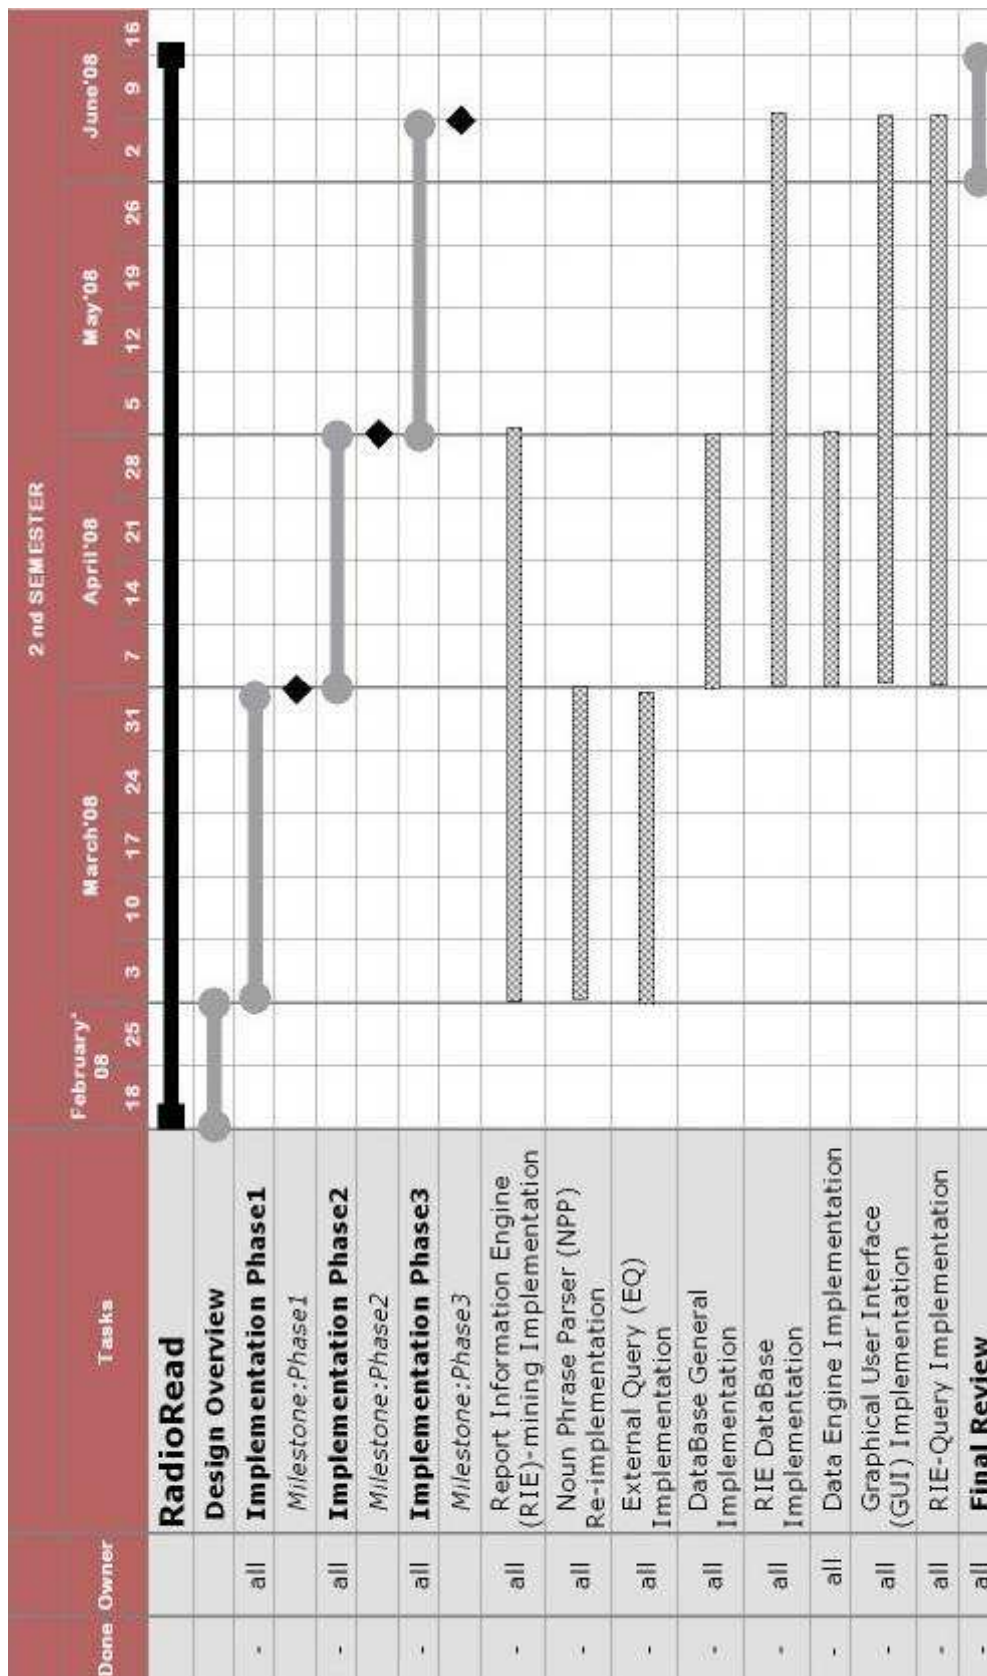 2 nd SEMESTER
Done Owner Tasks February' 08 March'08 April'08 May'08 June'08
18 25 3 10 17 24 31 7 14 21 28 5 12 19 26 2 9 16
RadioRead
Design Overview
- all Implementation Phase1
Milestone:Phase1
- all Implementation Phase2
Milestone:Phase2
- all Implementation Phase3
Milestone:Phase3
- all Report Information Engine
(RIE)-mining Implementation
- all Noun Phrase Parser (NPP)
Re-implementation
- all External Query (EQ)
Implementation
- all DataBase General
Implementation
- all RIE DataBase
Implementation
- all Data Engine Implementation
- all Graphical User Interface
(GUI) Implementation
- all RIE-Query Implementation
- all Final Review